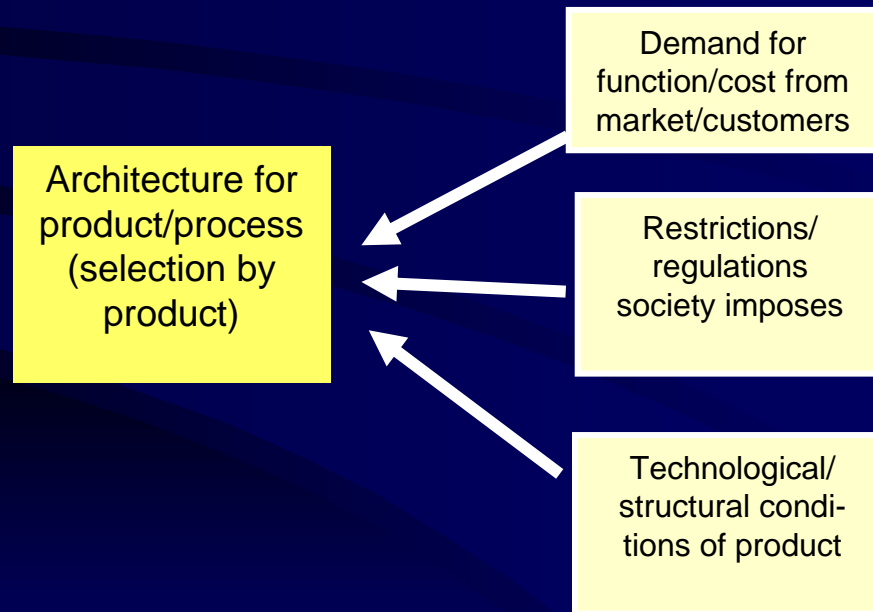 Demand for
function/cost from
market/customers
Architecture for
product/process
(selection by
product)
Restrictions/
regulations
society imposes
Technological/
structural condi-
tions of product